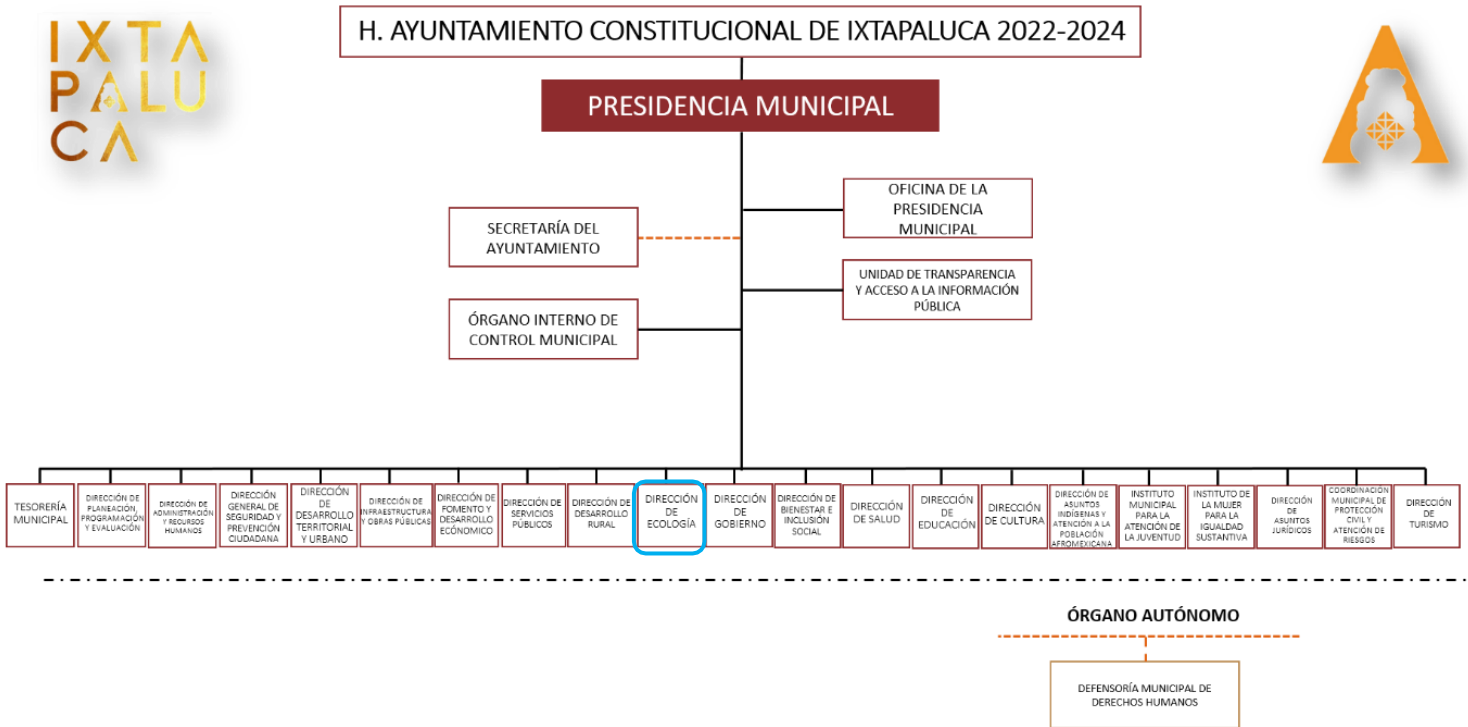 IXTA
PALU
CA
H. AYUNTAMIENTO CONSTITUCIONAL DE IXTAPALUCA 2022-2024
PRESIDENCIA MUNICIPAL
OFICINA DE LA
PRESIDENCIA
MUNICIPAL
SECRETARÍA DEL
AYUNTAMIENTO
UNIDAD DE TRANSPARENCIA
Y ACCESO A LA INFORMACIÓN
PÚBLICA
ÓRGANO INTERNO DE
CONTROL MUNICIPAL
TESORERÍA
MUNICIPAL
DIRECCIÓN DE
PLANEACIÓN,
PROGRAMACIÓN
Y EVALUACIÓN
DIRECCIÓN DE
ADMINISTRACIÓN
Y RECURSOS
HUMANOS
DIRECCIÓN
GENERAL DE
SEGURIDAD Y
PREVENCIÓN
CIUDADANA
DIRECCIÓN
DE
DESARROLLO
TERRITORIAL
Y URBANO
DIRECCIÓN DE
INFRAESTRUCTURA
Y OBRAS PÚBLICAS
DIRECCIÓN DE
FOMENTO Y
DESARROLLO
ECONÓMICO
DIRECCIÓN DE
SERVICIOS
PÚBLICOS
DIRECCIÓN DE
DESARROLLO
RURAL
DIRECCIÓN
DE
ECOLOGÍA
DIRECCIÓN
DE
GOBIERNO
DIRECCIÓN DE
BIENESTAR E
INCLUSIÓN
SOCIAL
DIRECCIÓN
DE SALUD
DIRECCIÓN
DE
EDUCACIÓN
DIRECCIÓN
DE CULTURA
DIRECCIÓN DE
ASUNTOS
INDÍGENAS Y
ATENCIÓN A LA
POBLACIÓN
AFROMEXICANA
INSTITUTO
MUNICIPAL
PARA LA
ATENCIÓN DE
LA JUVENTUD
INSTITUTO DE
LA MUJER
PARA LA
IGUALDAD
SUSTANTIVA
DIRECCIÓN
DE
ASUNTOS
JURÍDICOS
COORDINACIÓN
MUNICIPAL DE
PROTECCIÓN
CIVIL Y
ATENCIÓN DE
RIESGOS
DIRECCIÓN
DE
TURISMO
ÓRGANO AUTÓNOMO
DEFENSORÍA MUNICIPAL DE
DERECHOS HUMANOS